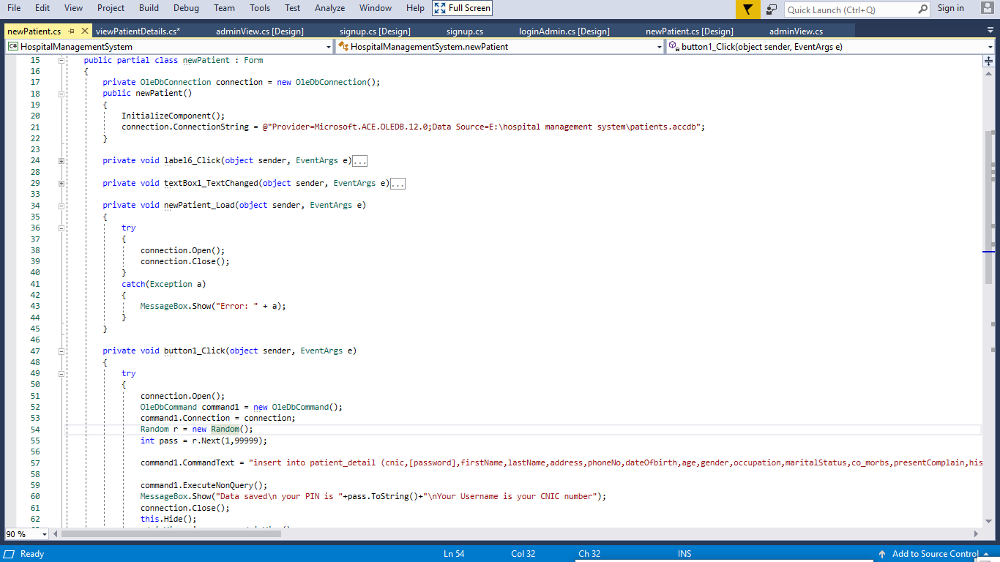 File Edit View Project Build Debug Team Tools Test Analyze Window Help Full Screen Quick Launch (Ctrl+Q) Sign in
newPatient.cs viewPatientDetails.cs* adminView.cs [Design] signup.cs [Design] signup.cs loginAdmin.cs [Design] newPatient.cs [Design] adminView.cs
C# HospitalManagementSystem HospitalManagementSystem.newPatient button1_Click(object sender, EventArgs e)
15 public partial class newPatient : Form
16 {
17 private OleDbConnection connection = new OleDbConnection();
18 public newPatient()
19 {
20 InitializeComponent();
21 connection.ConnectionString = @"Provider=Microsoft.ACE.OLEDB.12.0;Data Source=E:\hospital management system\patients.accdb";
22 }
23
24 private void label6_Click(object sender, EventArgs e)...
28
29 private void textBox1_TextChanged(object sender, EventArgs e)...
33
34 private void newPatient_Load(object sender, EventArgs e)
35 {
36 try
37 {
38 connection.Open();
39 connection.Close();
40 }
41 catch(Exception a)
42 {
43 MessageBox.Show("Error: " + a);
44 }
45 }
46
47 private void button1_Click(object sender, EventArgs e)
48 {
49 try
50 {
51 connection.Open();
52 OleDbCommand command1 = new OleDbCommand();
53 command1.Connection = connection;
54 Random r = new Random();
55 int pass = r.Next(1,99999);
56
57 command1.CommandText = "insert into patient_detail (cnic,[password],firstName,lastName,address,phoneNo,dateOfbirth,age,gender,occupation,maritalStatus,co_morbs,presentComplain,his
58
59 command1.ExecuteNonQuery();
60 MessageBox.Show("Data saved\n your PIN is "+pass.ToString()+"\nYour Username is your CNIC number");
61 connection.Close();
62 this.Hide();
90 %
Ready Ln 54 Col 32 Ch 32 INS Add to Source Control